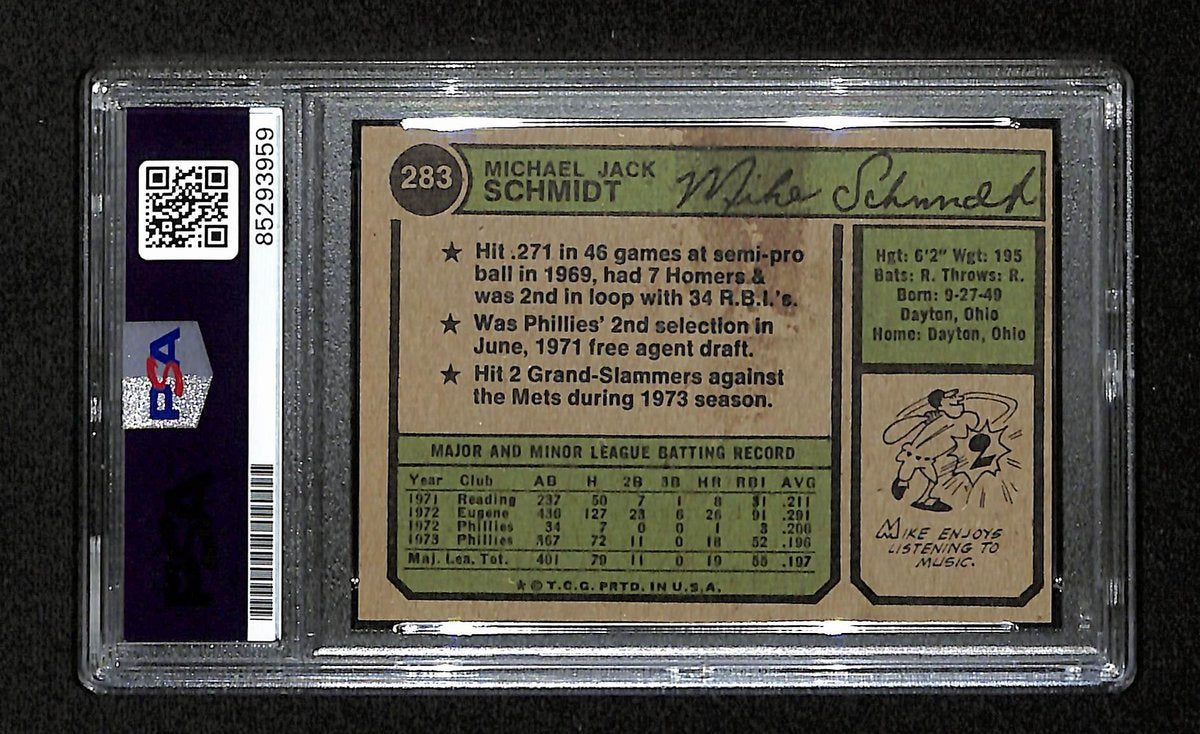 85293959
PSA
PSA
283
MICHAEL JACK
SCHMIDT
Mike Schmidt
★ Hit .271 in 46 games at semi-pro
ball in 1969, had 7 Homers &
was 2nd in loop with 34 R.B.I.'s.
★ Was Phillies' 2nd selection in
June, 1971 free agent draft.
★ Hit 2 Grand-Slammers against
the Mets during 1973 season.
Hgt: 6'2" Wgt: 195
Bats: R. Throws: R.
Born: 9-27-49
Dayton, Ohio
Home: Dayton, Ohio
MAJOR AND MINOR LEAGUE BATTING RECORD
Year Club AB H 2B 3B HR RBI AVG
1971 Reading 237 50 7 1 8 31 .211
1972 Eugene 436 127 23 6 26 91 .291
1972 Phillies 34 7 0 0 1 3 .206
1973 Phillies 367 72 11 0 18 52 .196
Maj. Lea. Tot. 401 79 11 0 19 55 .197
★ © T.C.G. PRTD. IN U.S.A.
2
MIKE ENJOYS
LISTENING TO
MUSIC.